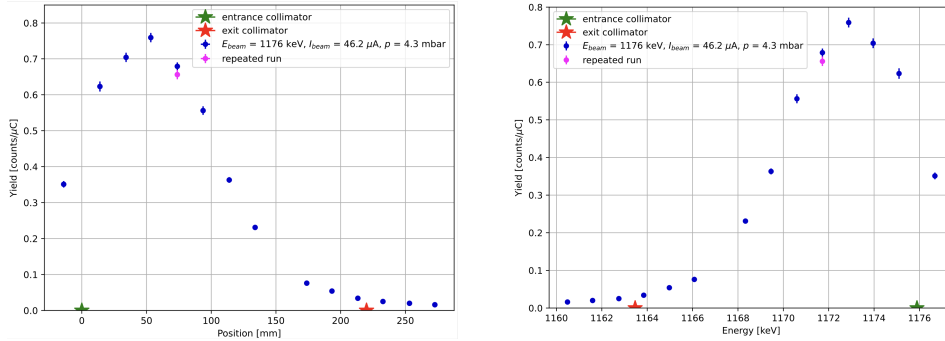 entrance collimator
exit collimator
E_beam = 1176 keV, I_beam = 46.2 μA, p = 4.3 mbar
repeated run
Yield [counts/μC]
0.8
0.7
0.6
0.5
0.4
0.3
0.2
0.1
0.0
0 50 100 150 200 250
Position [mm]
entrance collimator
exit collimator
E_beam = 1176 keV, I_beam = 46.2 μA, p = 4.3 mbar
repeated run
Yield [counts/μC]
0.8
0.7
0.6
0.5
0.4
0.3
0.2
0.1
0.0
1160 1162 1164 1166 1168 1170 1172 1174 1176
Energy [keV]